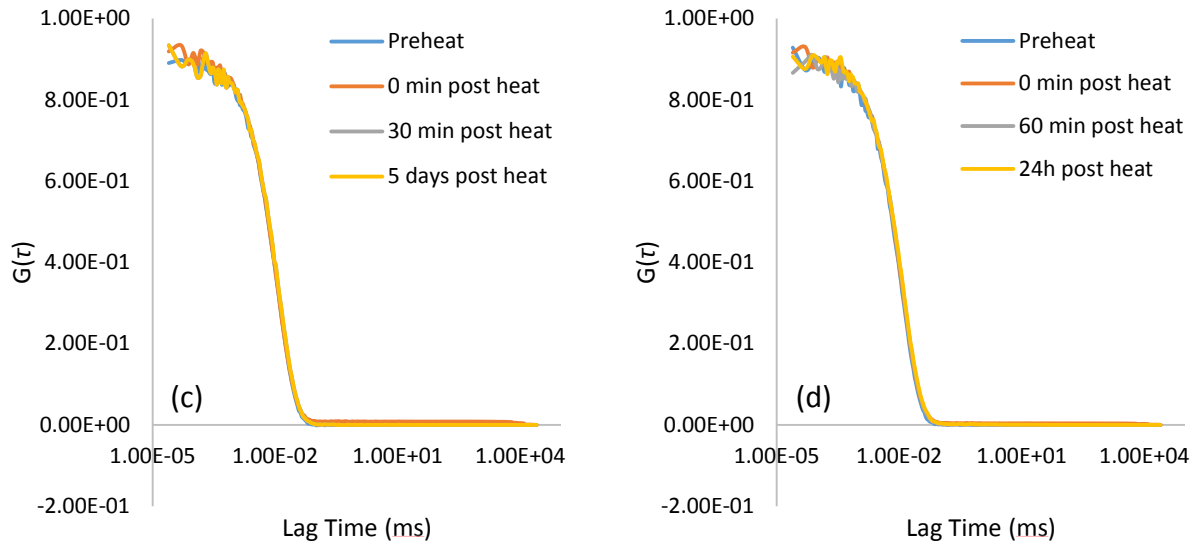 1.00E+00
8.00E-01
6.00E-01
4.00E-01
2.00E-01
0.00E+00
-2.00E-01
G(τ)
Preheat
0 min post heat
30 min post heat
5 days post heat
(c)
1.00E-05 1.00E-02 1.00E+01 1.00E+04
Lag Time (ms)
1.00E+00
8.00E-01
6.00E-01
4.00E-01
2.00E-01
0.00E+00
-2.00E-01
G(τ)
Preheat
0 min post heat
60 min post heat
24h post heat
(d)
1.00E-05 1.00E-02 1.00E+01 1.00E+04
Lag Time (ms)